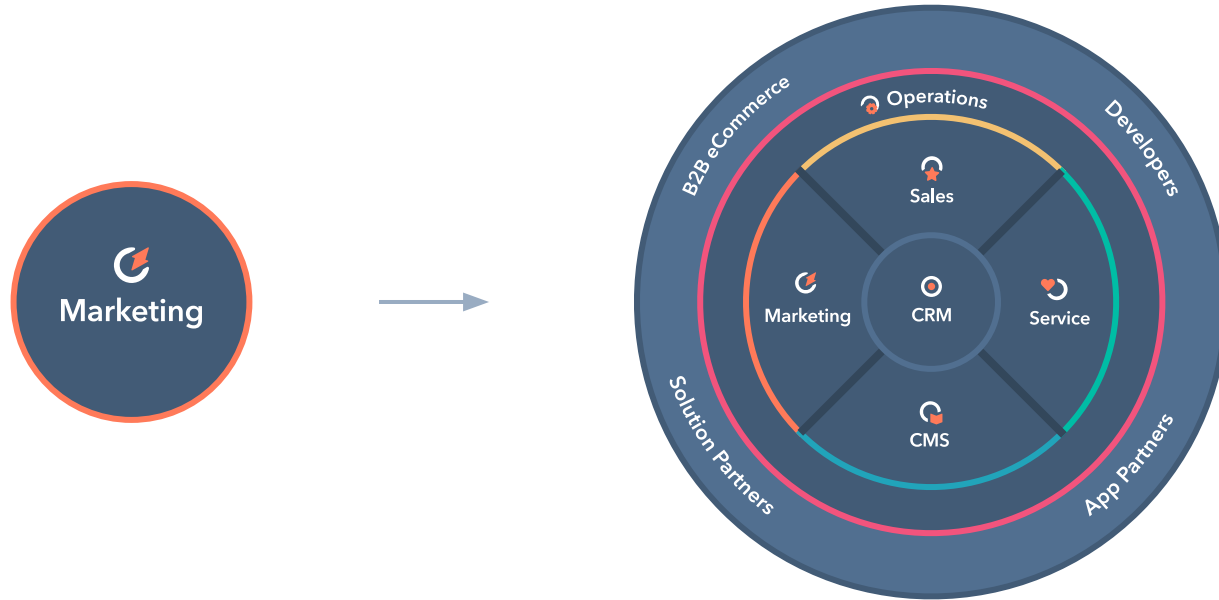 Marketing
B2B eCommerce
Developers
Operations
Sales
Marketing
CRM
Service
CMS
Solution Partners
App Partners